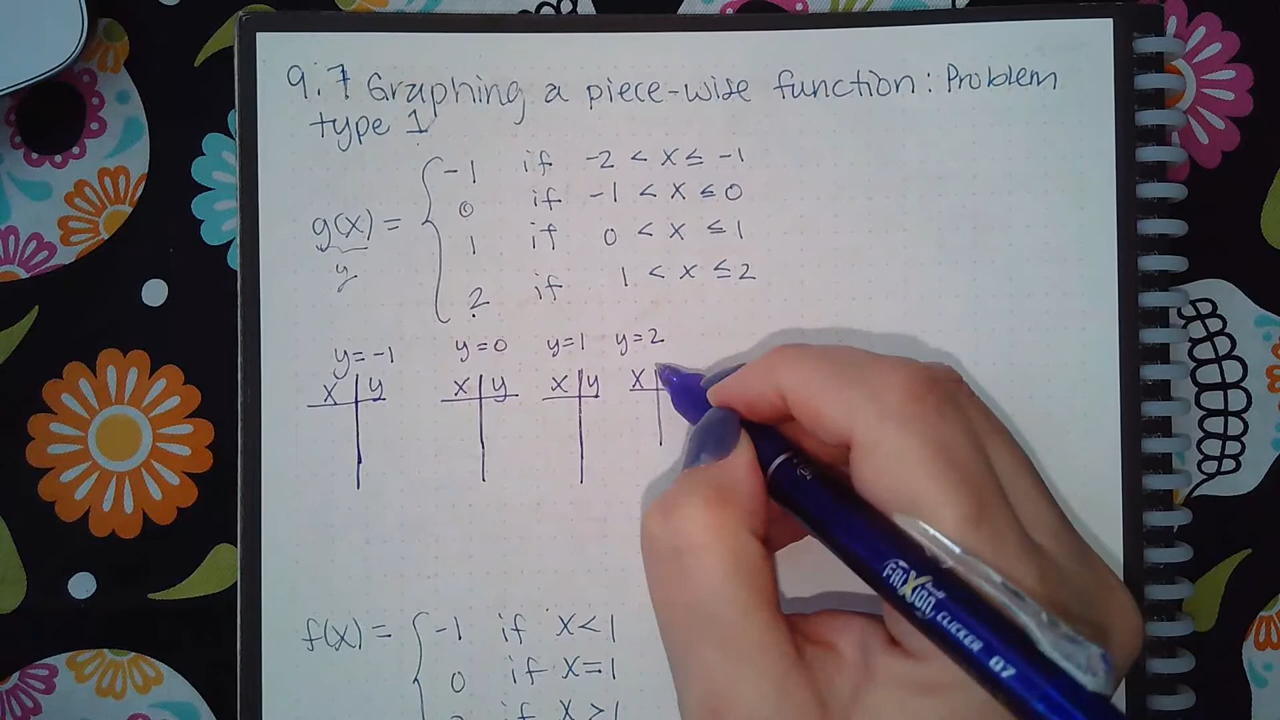 9.7 Graphing a piece-wise function: Problem
type 1
-1 if -2 < x ≤ -1
0 if -1 < x ≤ 0
g(x) =
1 if 0 < x ≤ 1
y
2 if 1 < x ≤ 2
y=-1 y=0 y=1 y=2
x y x y x y x
f(x) = -1 if x<1
0 if x=1
if x>1
FRIXION CLICKER 07